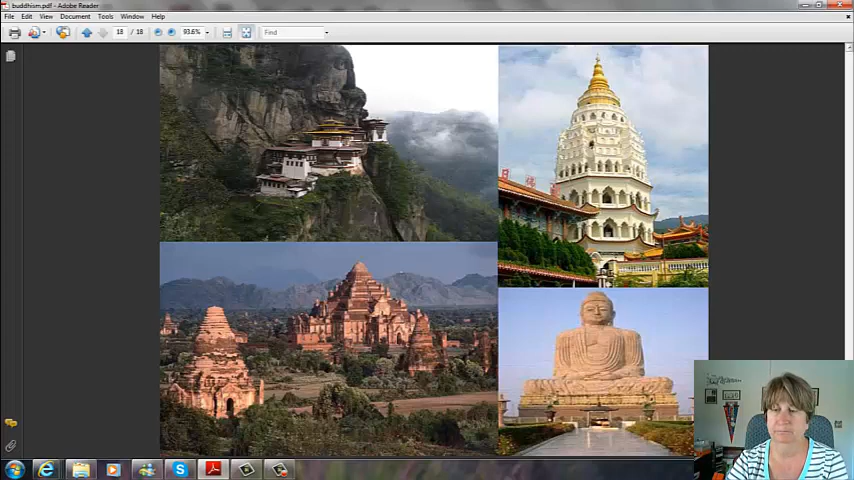 buddhism.pdf - Adobe Reader
File Edit View Document Tools Window Help
18 / 18 93.6% Find